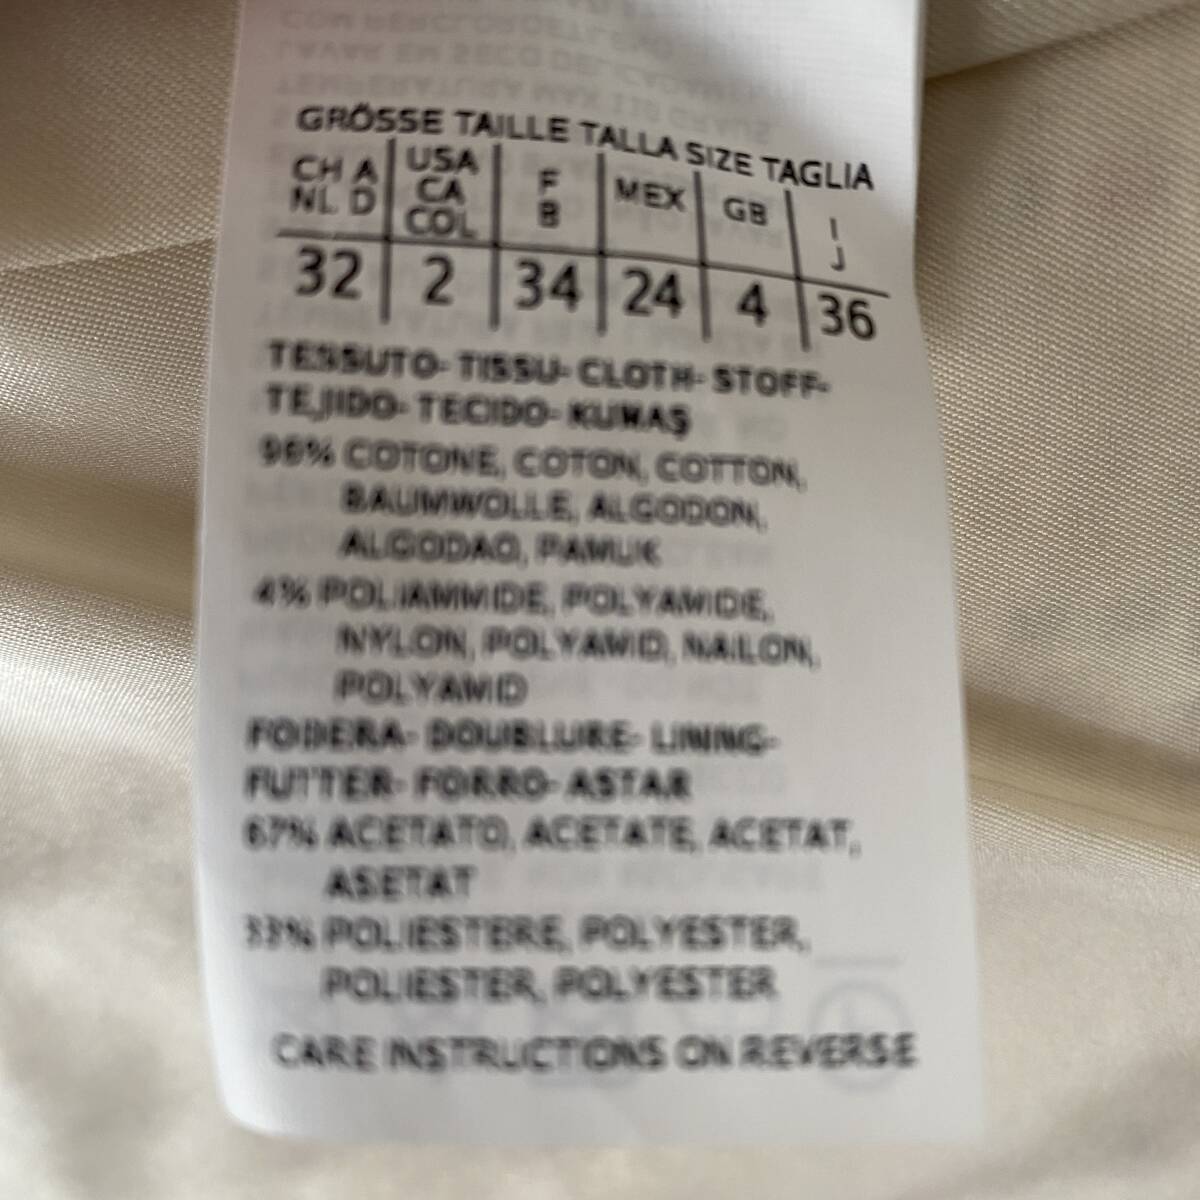 GRÖSSE TAILLE TALLA SIZE TAGLIA
CH A USA F MEX GB I
NL D CA B J
COL
32 2 34 24 4 36
TESSUTO- TISSU- CLOTH- STOFF-
TEJIDO- TECIDO- KUMAŞ
96% COTONE, COTON, COTTON,
BAUMWOLLE, ALGODON,
ALGODAO, PAMUK
4% POLIAMMIDE, POLYAMIDE,
NYLON, POLYAMID, NAILON,
POLYAMID
FODERA- DOUBLURE- LINING-
FUTTER- FORRO- ASTAR
67% ACETATO, ACETATE, ACETAT,
ASETAT
33% POLIESTERE, POLYESTER,
POLIESTER, POLYESTER
CARE INSTRUCTIONS ON REVERSE